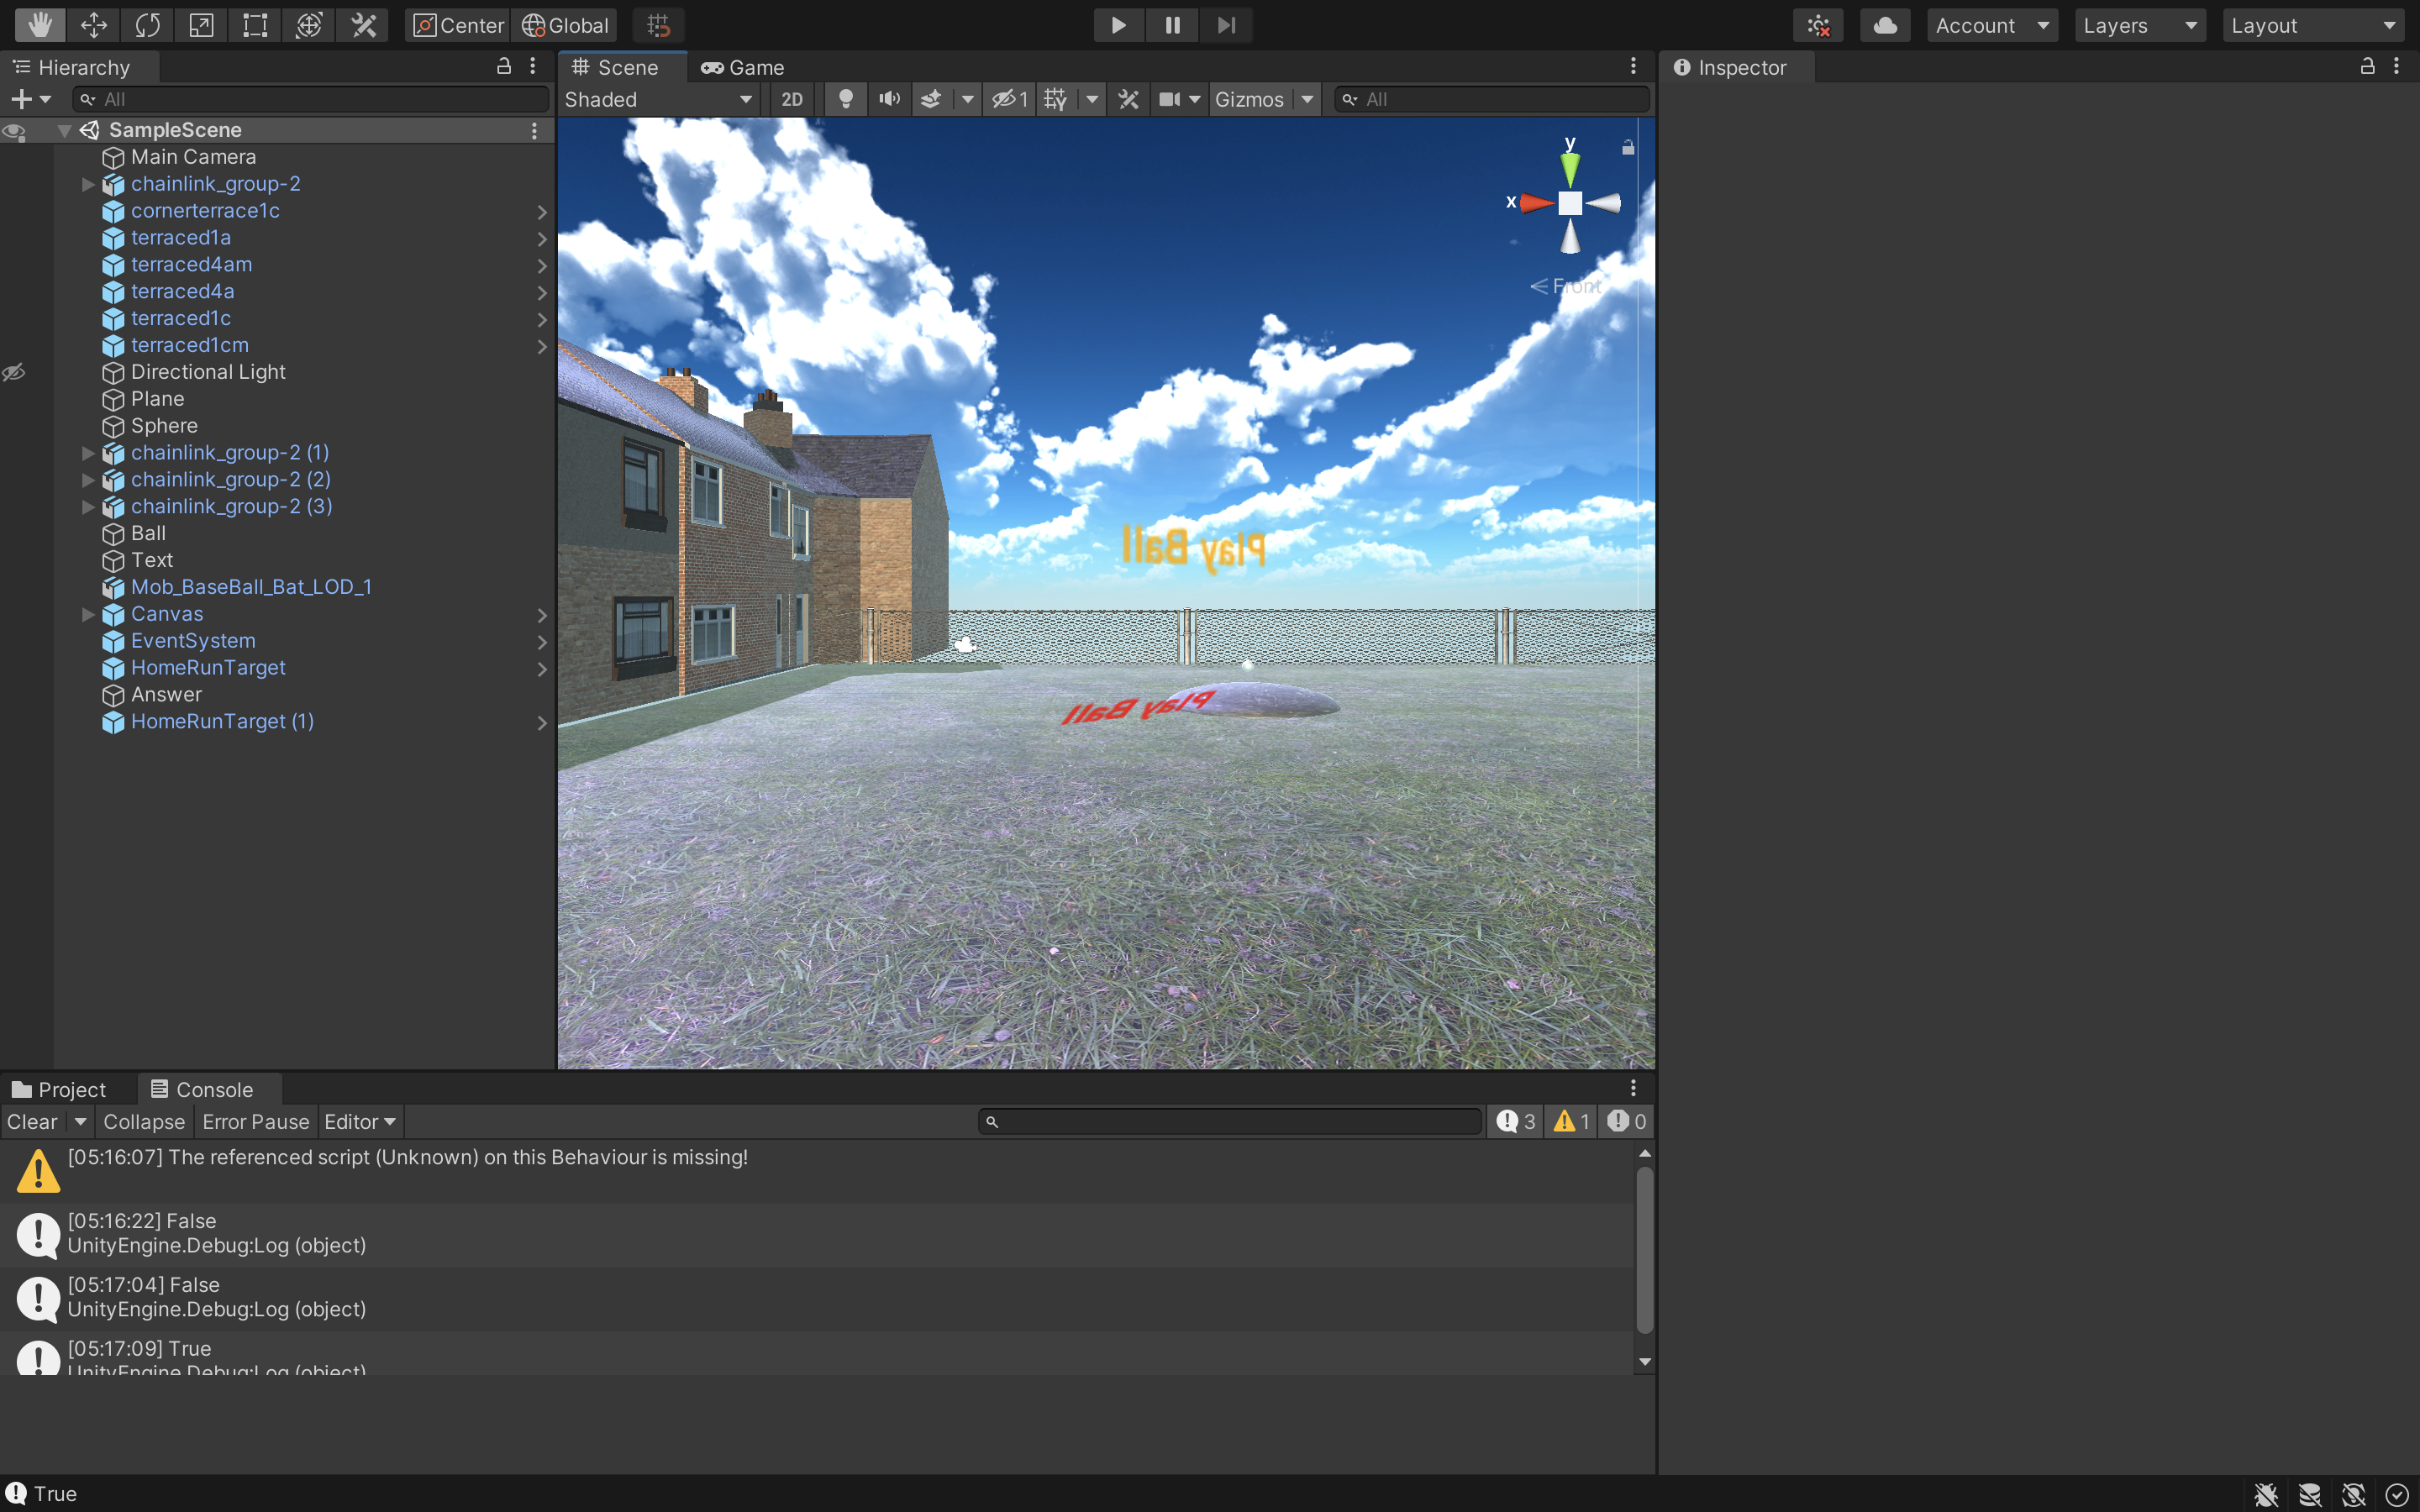 Center
Global
Account
Layers
Layout
Hierarchy
Scene
Game
Inspector
All
Shaded
2D
1
Gizmos
All
SampleScene
Main Camera
chainlink_group-2
cornerterrace1c
terraced1a
terraced4am
terraced4a
terraced1c
terraced1cm
Directional Light
Plane
Sphere
chainlink_group-2 (1)
chainlink_group-2 (2)
chainlink_group-2 (3)
Ball
Text
Mob_BaseBall_Bat_LOD_1
Canvas
EventSystem
HomeRunTarget
Answer
HomeRunTarget (1)
y
x
Front
Play Ball
Play Ball
Project
Console
Clear
Collapse
Error Pause
Editor
3
1
0
[05:16:07] The referenced script (Unknown) on this Behaviour is missing!
[05:16:22] False
UnityEngine.Debug:Log (object)
[05:17:04] False
UnityEngine.Debug:Log (object)
[05:17:09] True
UnityEngine.Debug:Log (object)
True